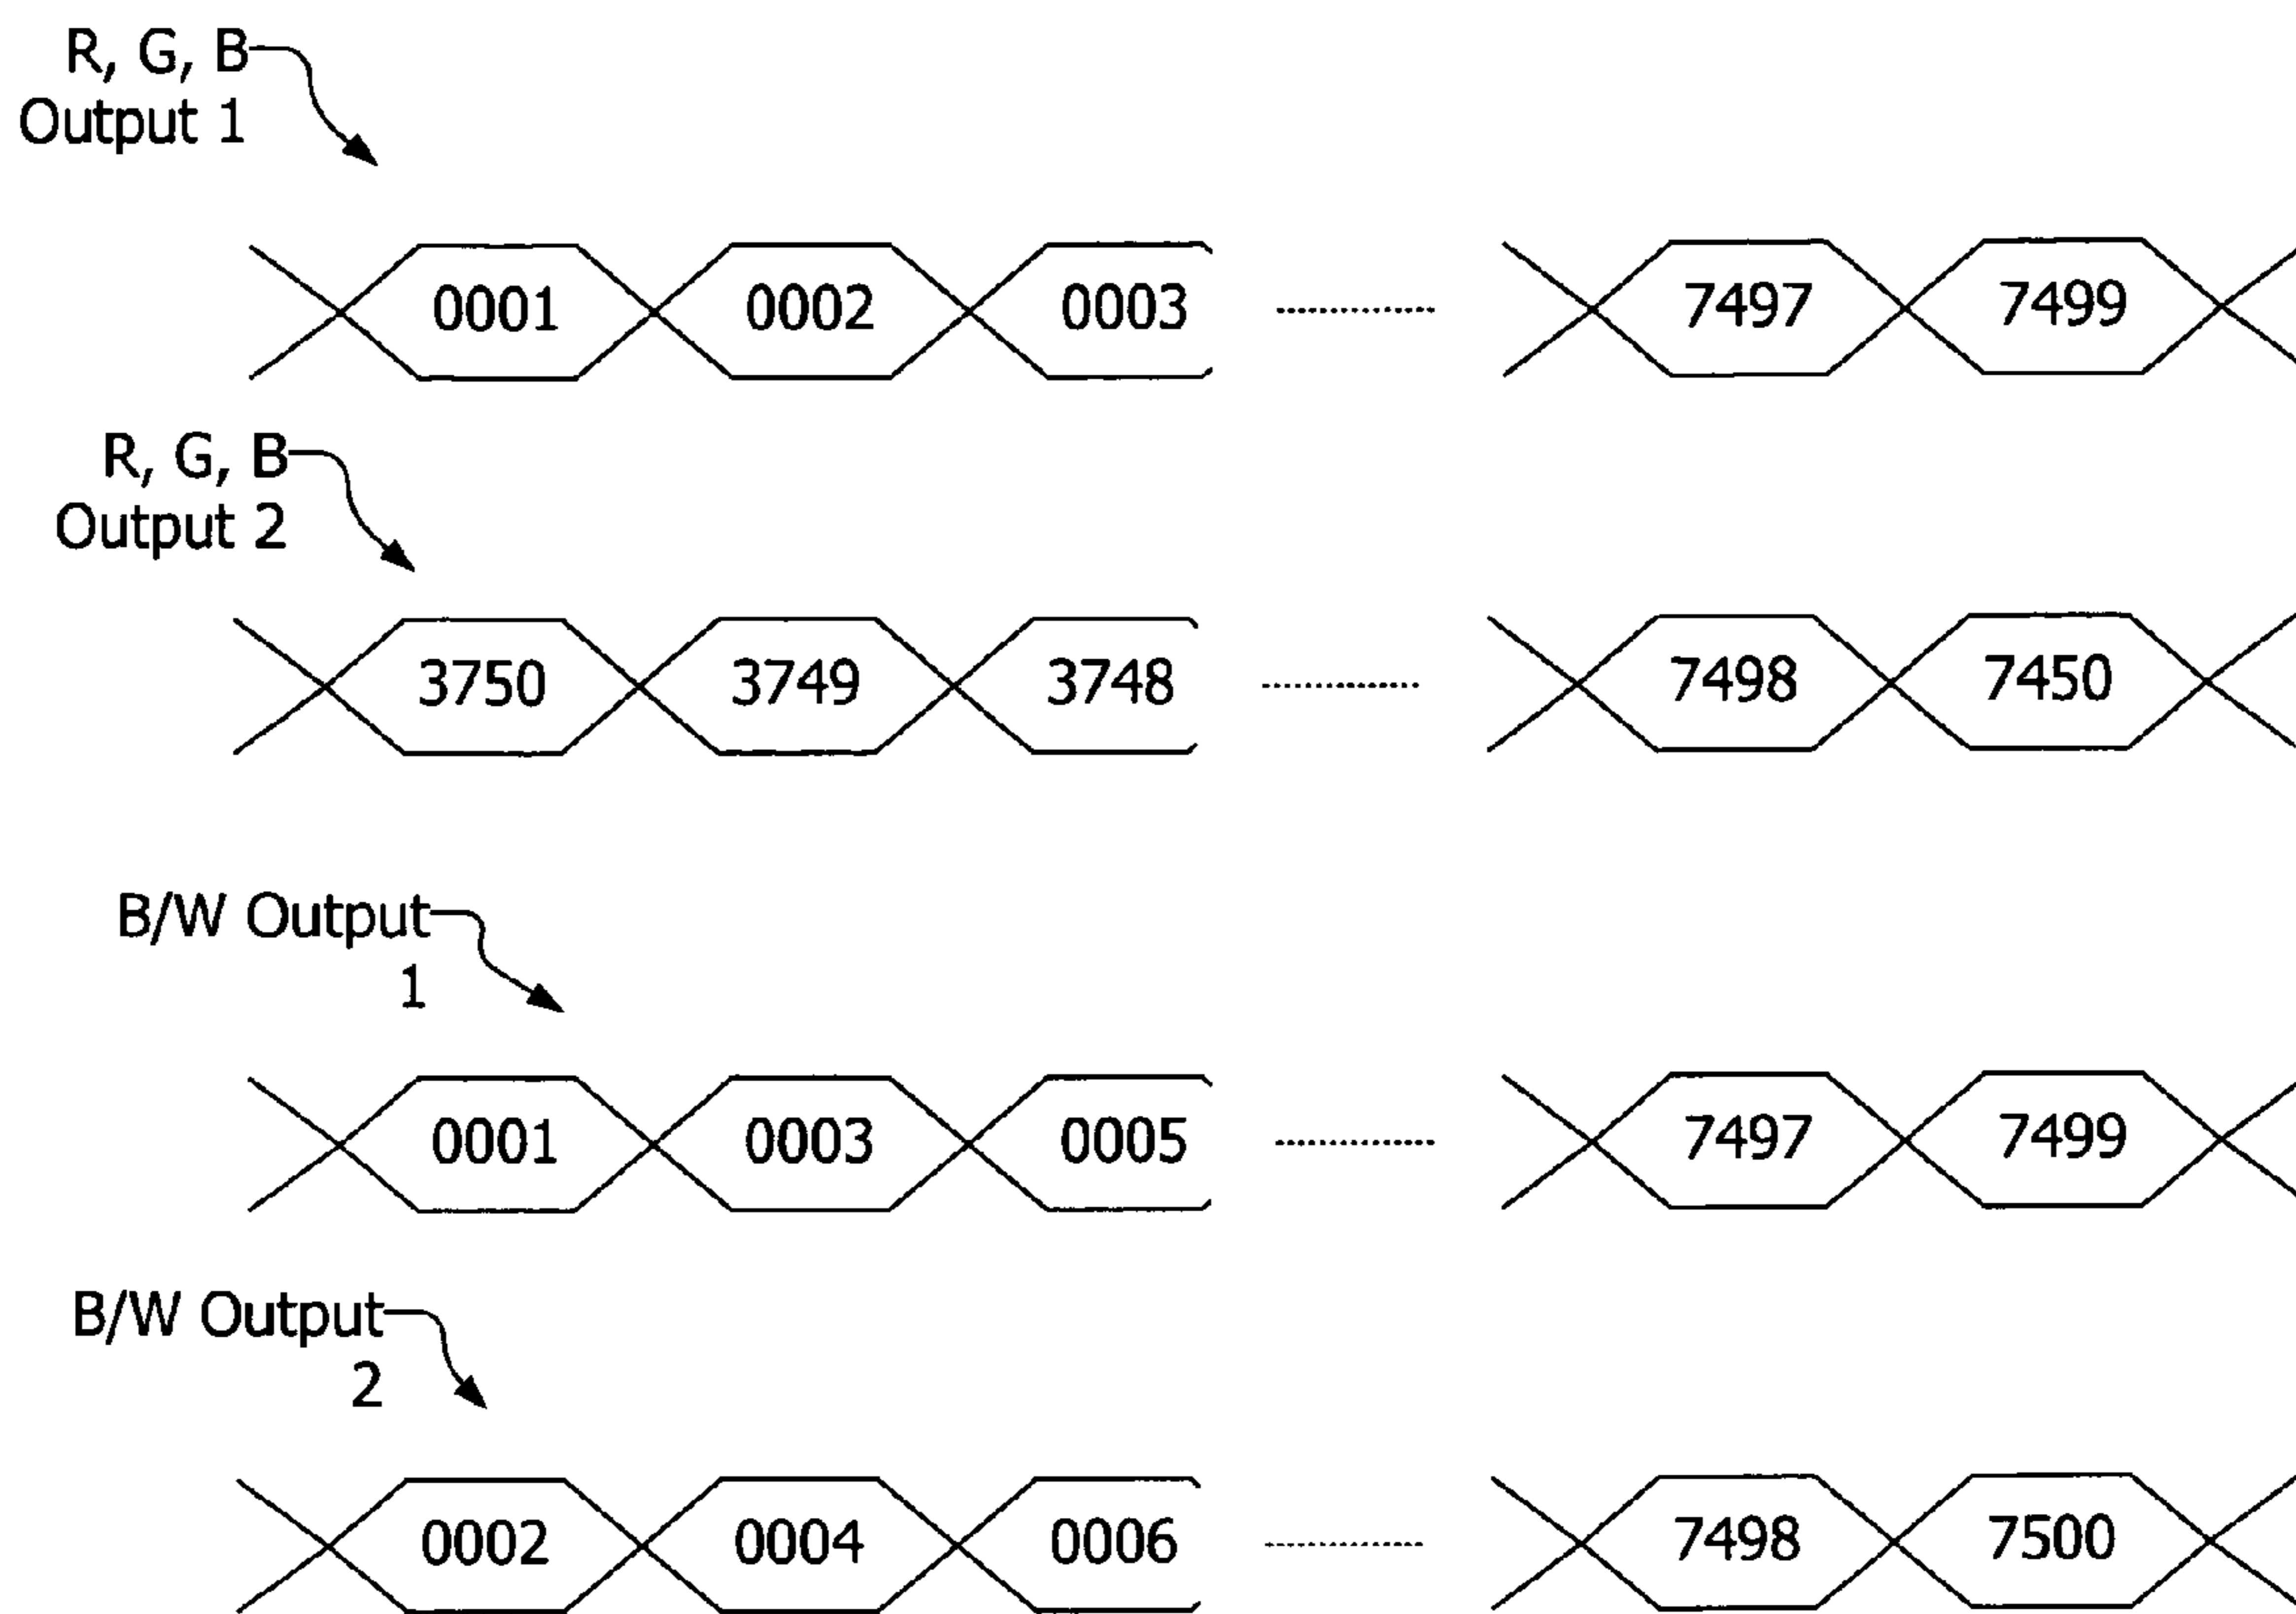 R, G, B
Output 1
0001 0002 0003 7497 7499
R, G, B
Output 2
3750 3749 3748 7498 7450
B/W Output
1
0001 0003 0005 7497 7499
B/W Output
2
0002 0004 0006 7498 7500